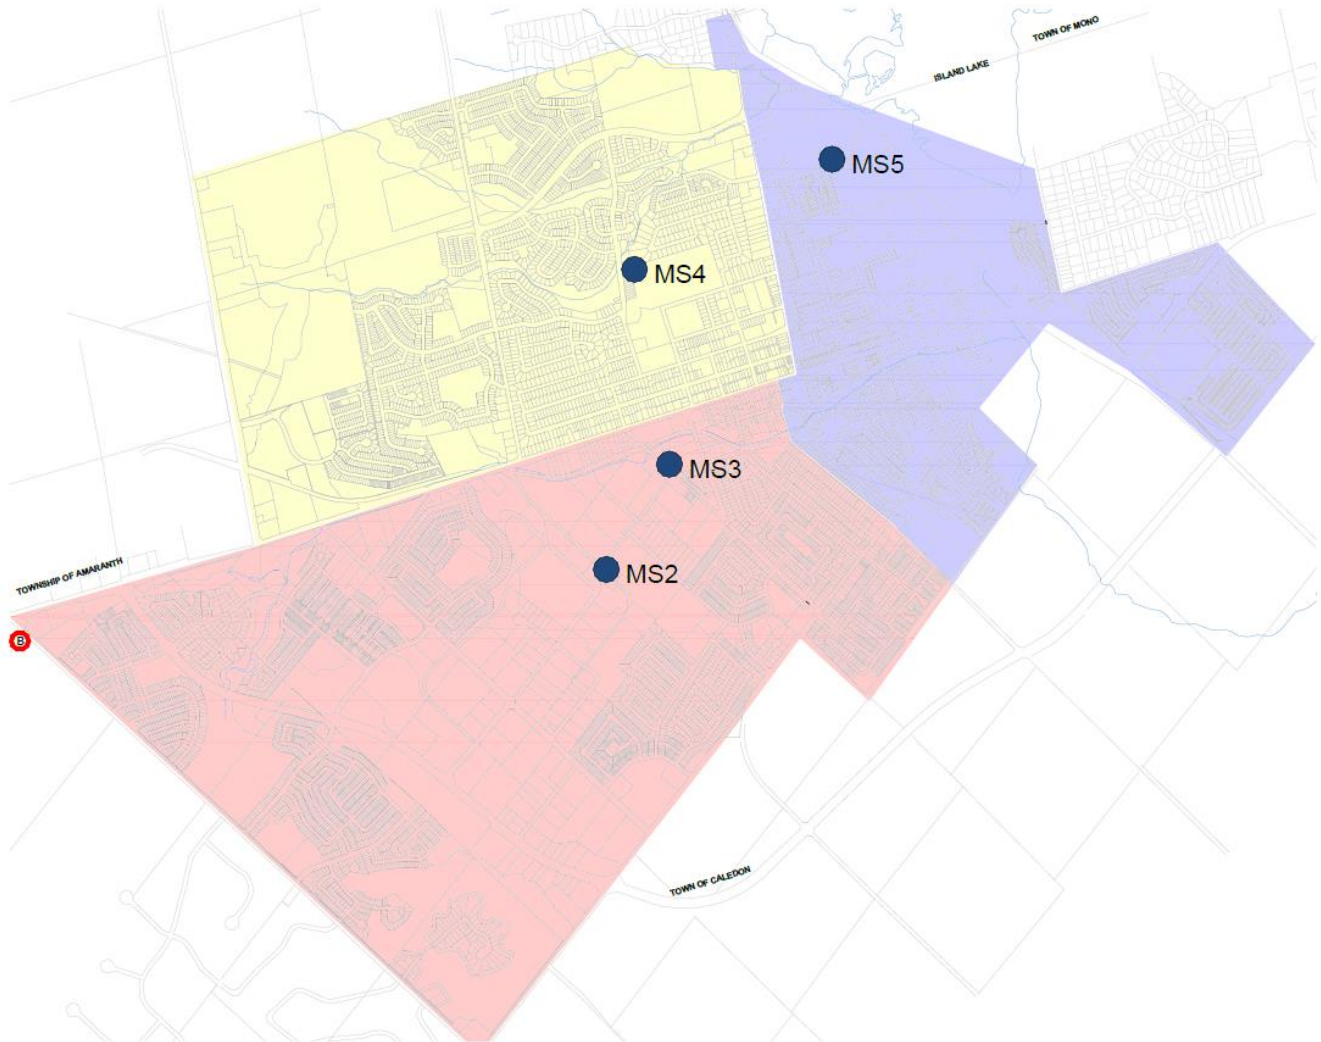 TOWN OF MONO
ISLAND LAKE
MS5
MS4
MS3
MS2
TOWNSHIP OF AMARANTH
B
TOWN OF CALEDON